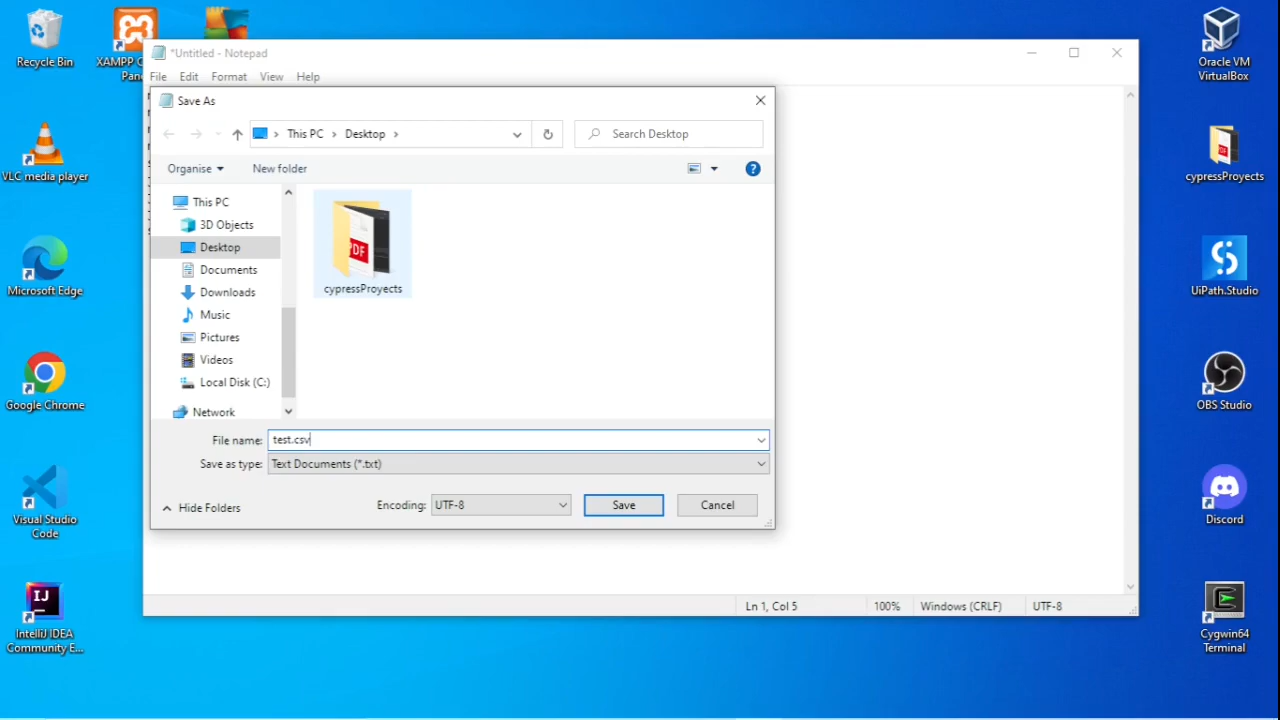 Recycle Bin
XAMPP C
Pan
VLC media player
Microsoft Edge
Google Chrome
Visual Studio
Code
IJ
IntelliJ IDEA
Community E...
*Untitled - Notepad
File Edit Format View Help
Save As
This PC > Desktop >
Search Desktop
Organise
New folder
This PC
3D Objects
Desktop
Documents
Downloads
Music
Pictures
Videos
Local Disk (C:)
Network
PDF
cypressProyects
File name: test.csv
Save as type: Text Documents (*.txt)
Hide Folders
Encoding: UTF-8
Save
Cancel
Ln 1, Col 5
100%
Windows (CRLF)
UTF-8
Oracle VM
VirtualBox
PDF
cypressProyects
UiPath.Studio
OBS Studio
Discord
Cygwin64
Terminal